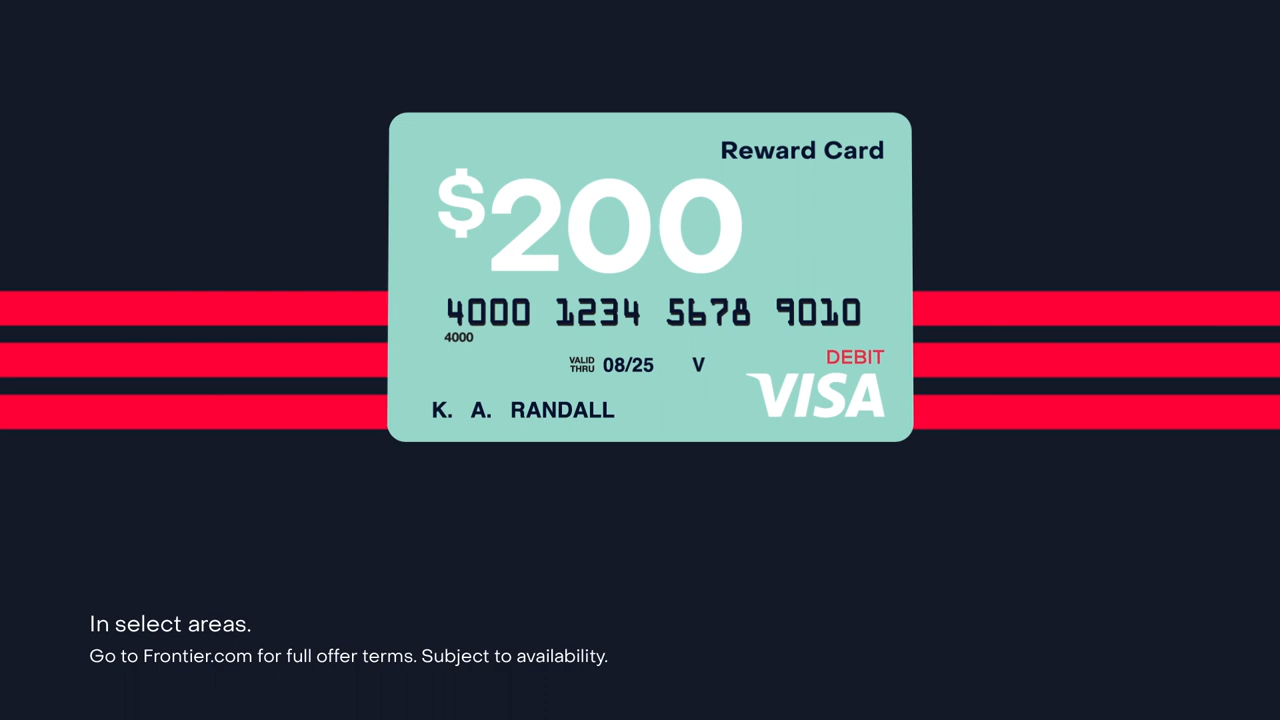 Reward Card
$200
4000 1234 5678 9010
4000
VALID THRU 08/25 V
DEBIT
VISA
K. A. RANDALL
In select areas.
Go to Frontier.com for full offer terms. Subject to availability.